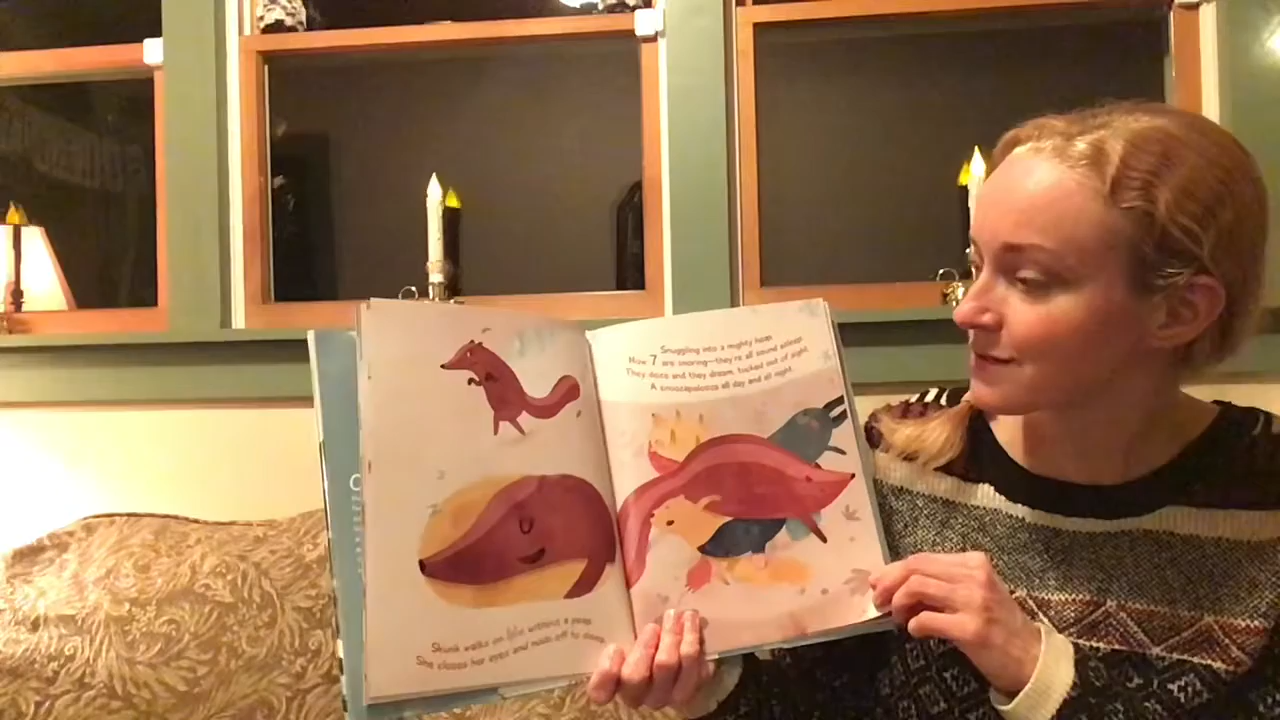 Skunk walks on by without a peep.
She closes her eyes and nods off to sleep.
Snuggling into a mighty heap.
Now 7 are snoring—they're all sound asleep.
They doze and they dream, tucked out of sight.
A snoozapalooza all day and all night.